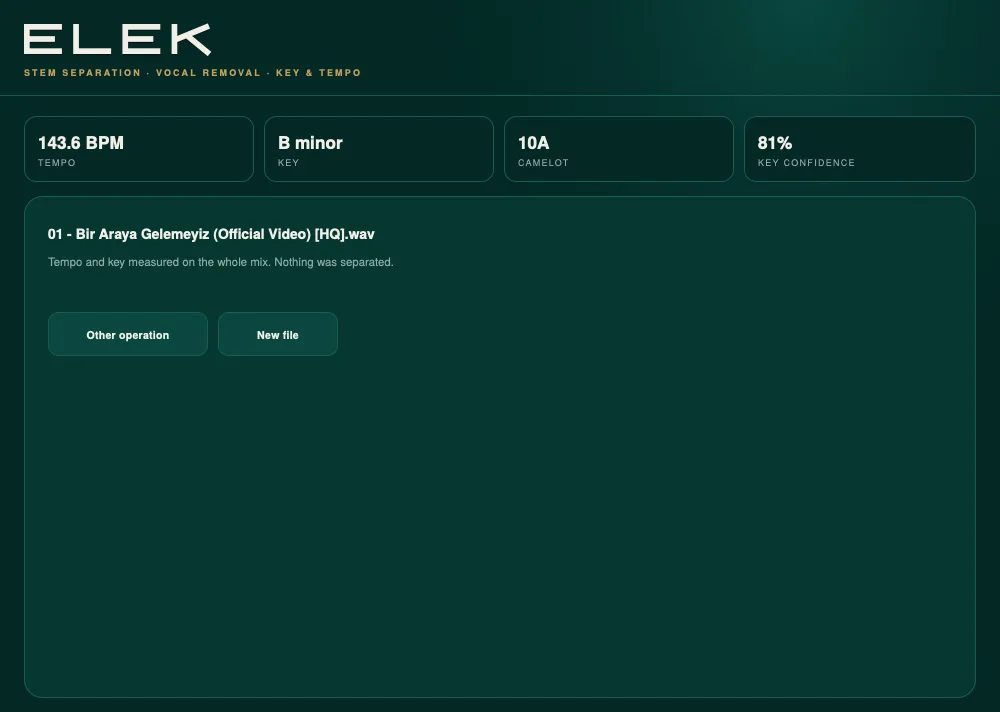 ELEK
STEM SEPARATION · VOCAL REMOVAL · KEY & TEMPO
143.6 BPM
TEMPO
B minor
KEY
10A
CAMELOT
81%
KEY CONFIDENCE
01 - Bir Araya Gelemeyiz (Official Video) [HQ].wav
Tempo and key measured on the whole mix. Nothing was separated.
Other operation
New file